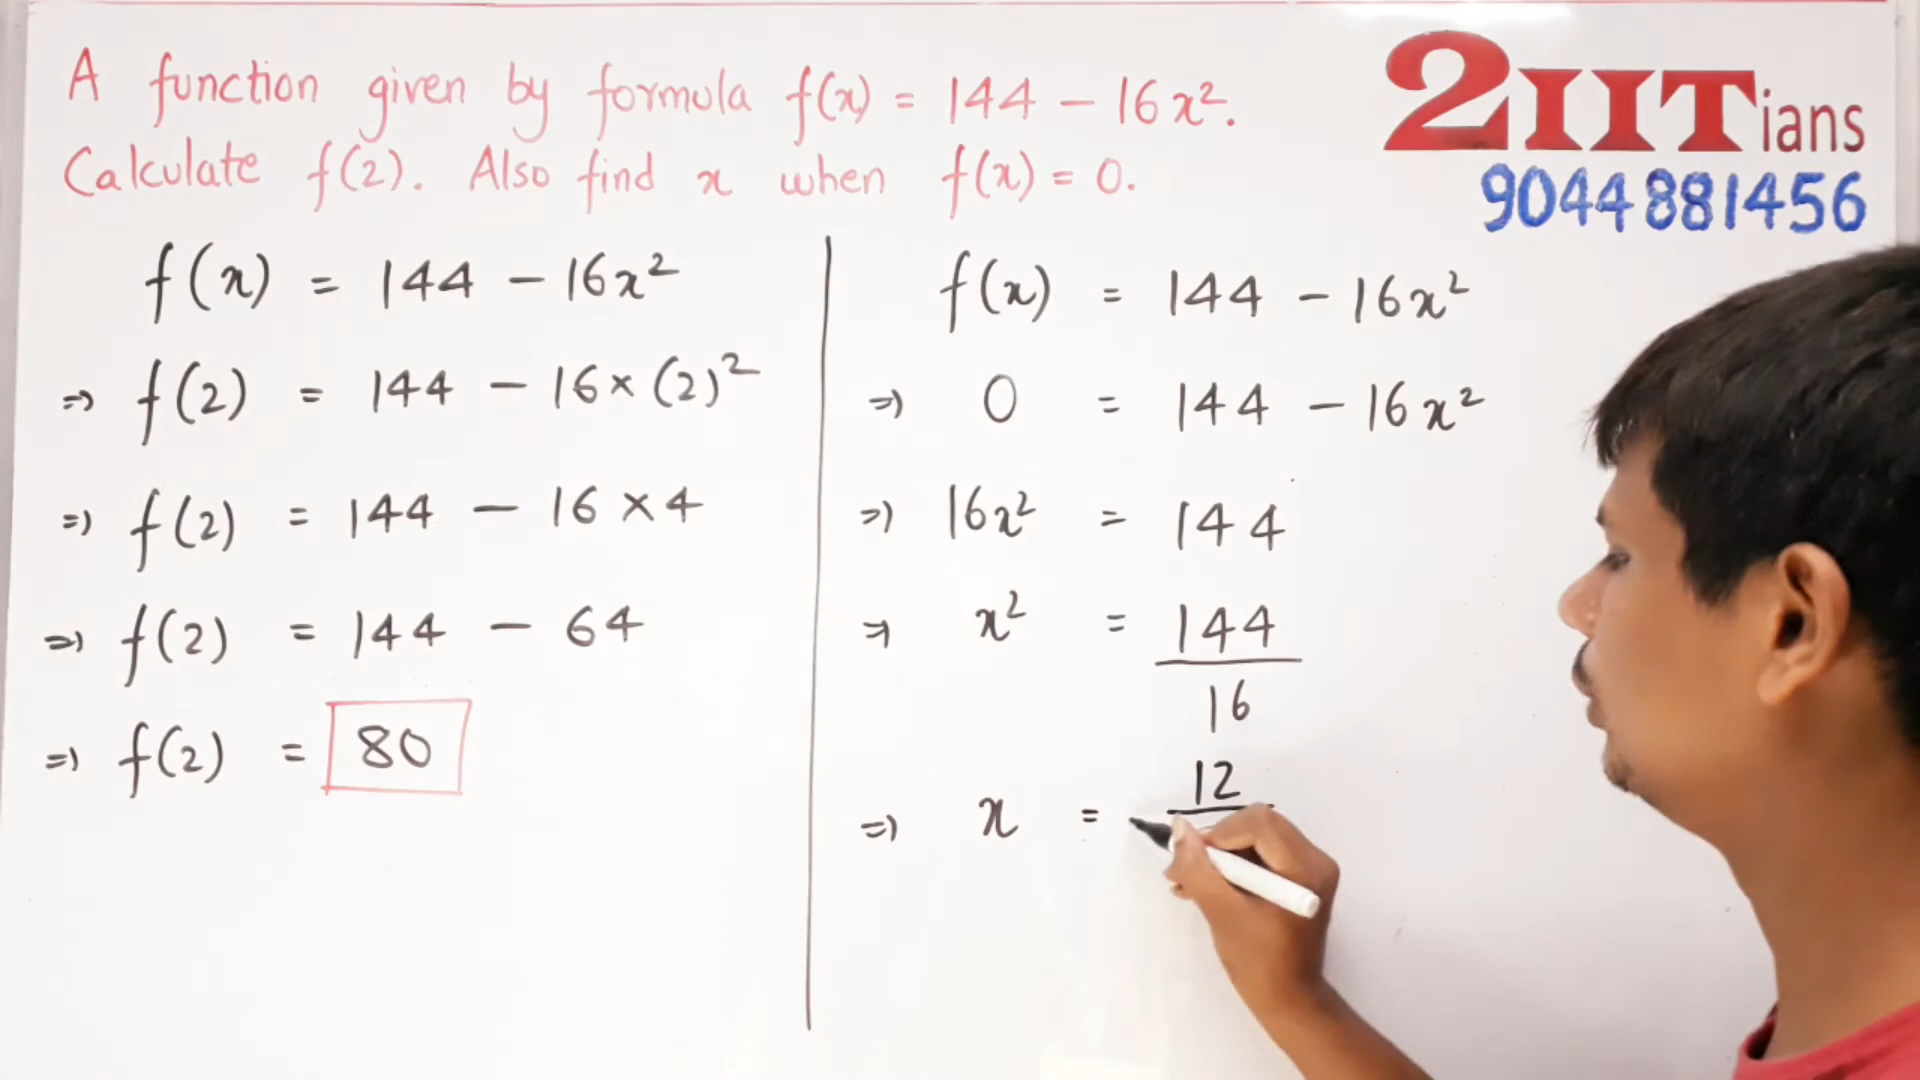 A function given by formula f(x) = 144 - 16x².
Calculate f(2). Also find x when f(x) = 0.
2IITians
9044881456
f(x) = 144 - 16x²
⇒ f(2) = 144 - 16×(2)²
⇒ f(2) = 144 - 16×4
⇒ f(2) = 144 - 64
⇒ f(2) = 80
f(x) = 144 - 16x²
⇒ 0 = 144 - 16x²
⇒ 16x² = 144
⇒ x² = 144
16
⇒ x = 12